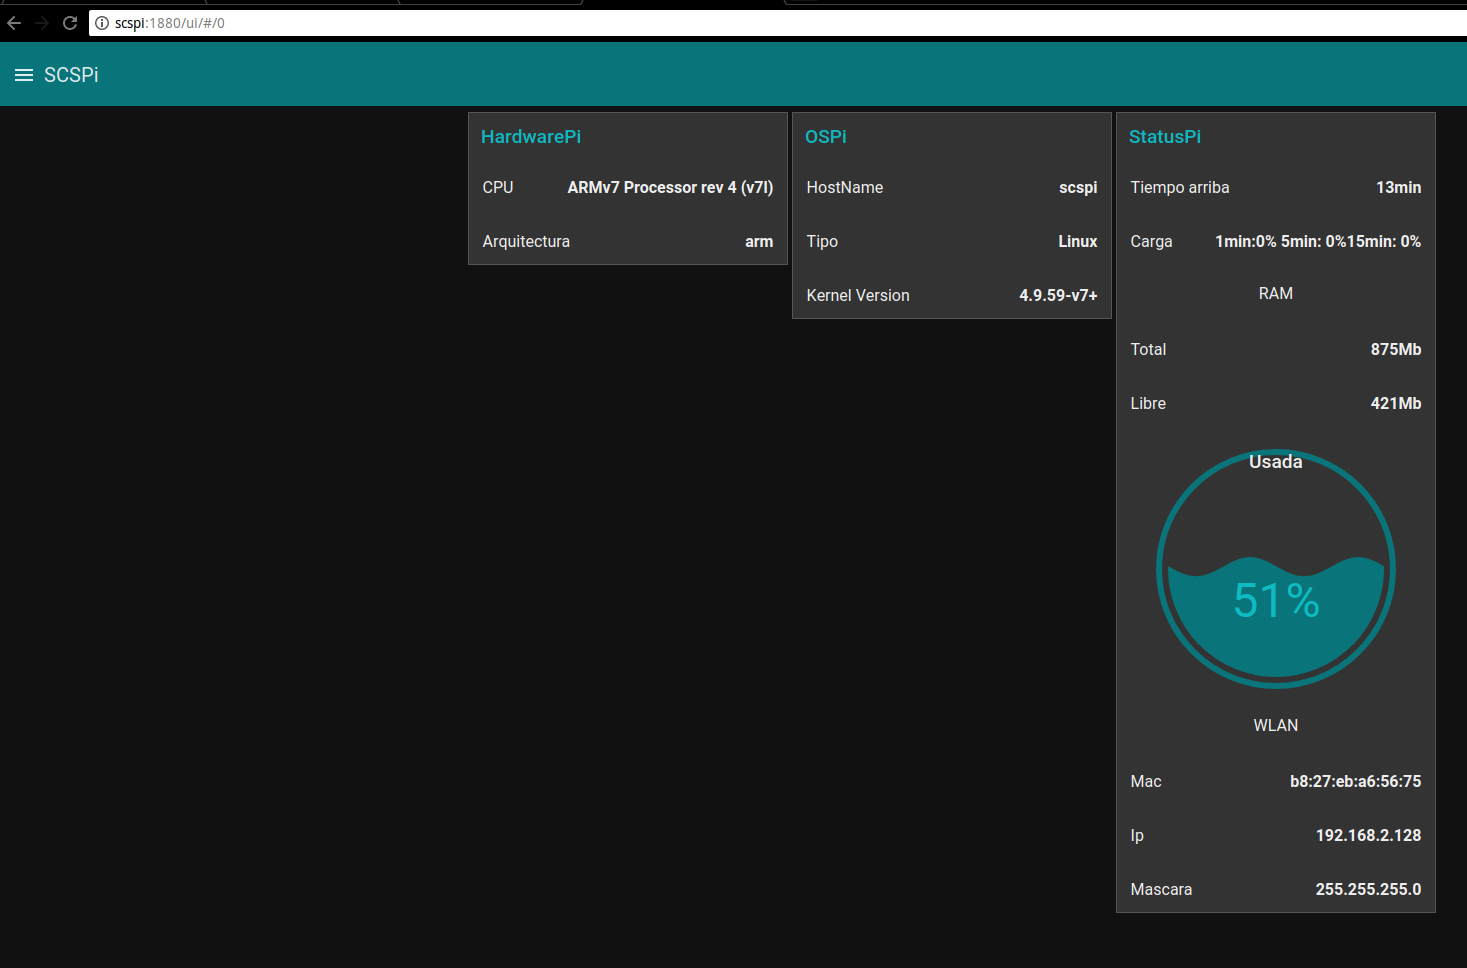 scspi:1880/ui/#/0
SCSPi
HardwarePi
CPU ARMv7 Processor rev 4 (v7l)
Arquitectura arm
OSPi
HostName scspi
Tipo Linux
Kernel Version 4.9.59-v7+
StatusPi
Tiempo arriba 13min
Carga 1min:0% 5min: 0%15min: 0%
RAM
Total 875Mb
Libre 421Mb
Usada
51%
WLAN
Mac b8:27:eb:a6:56:75
Ip 192.168.2.128
Mascara 255.255.255.0